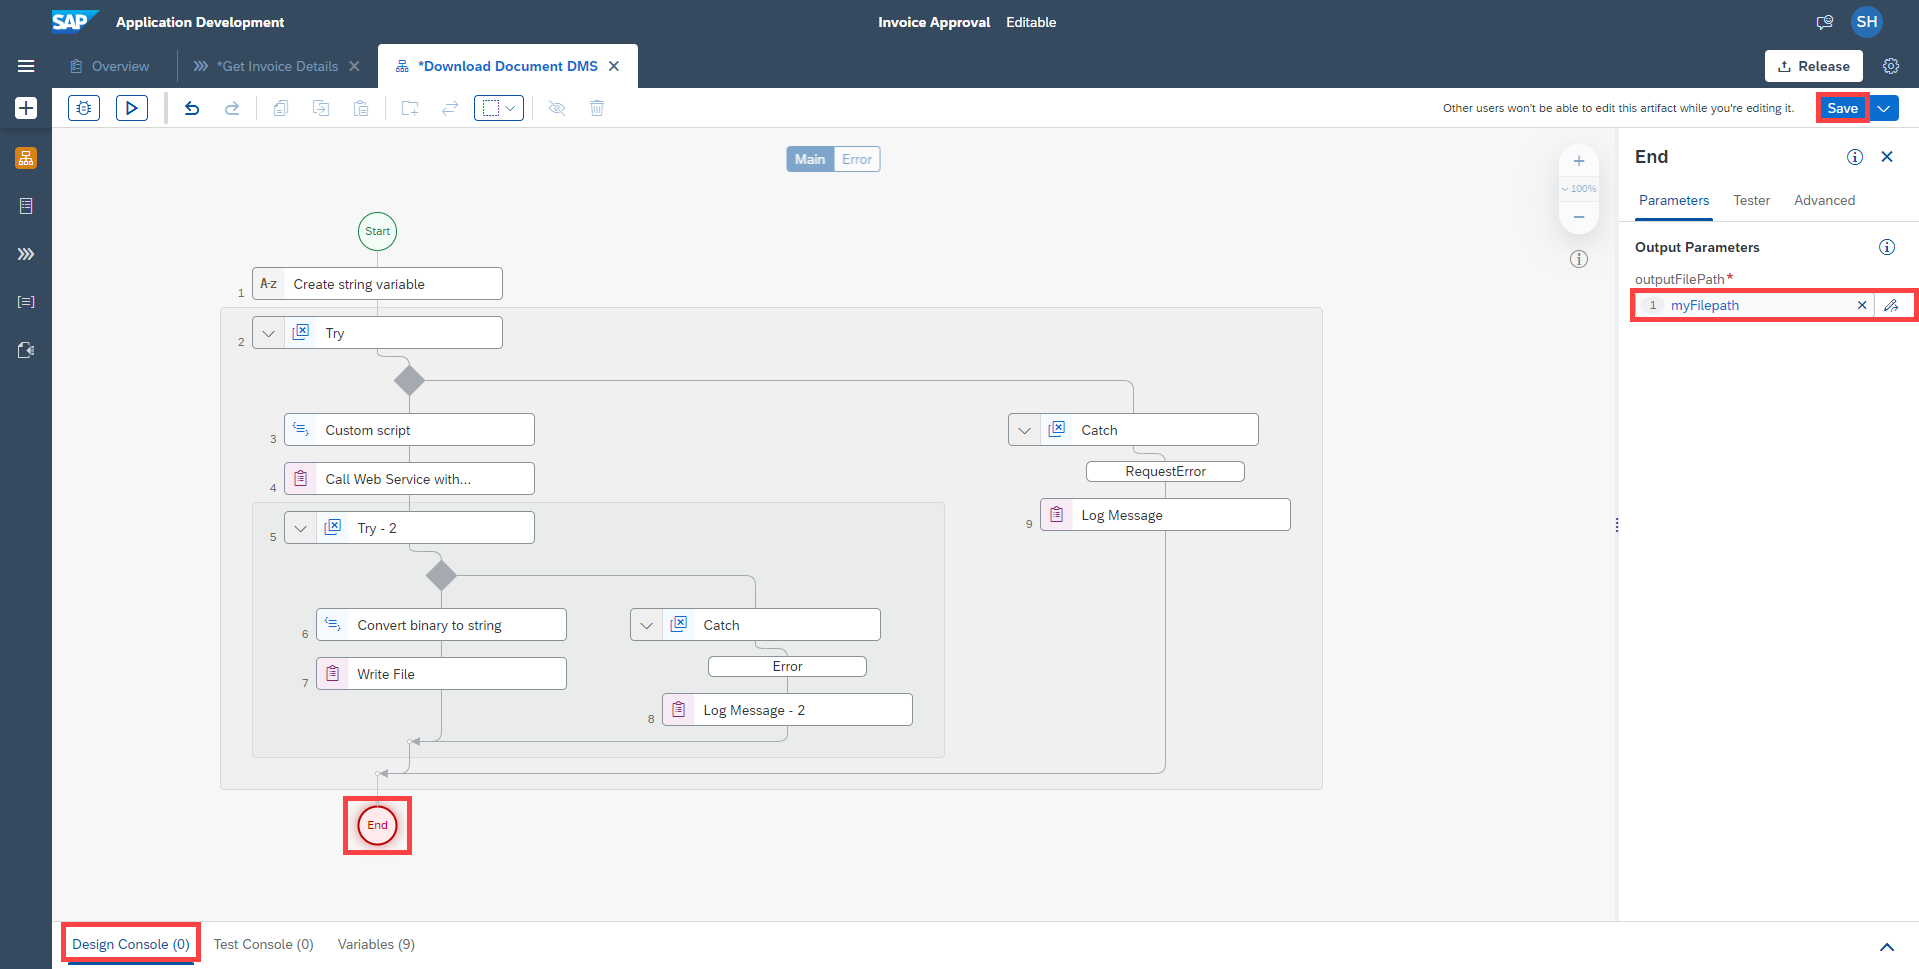 SAP Application Development
Invoice Approval Editable
SH
Overview
*Get Invoice Details
*Download Document DMS
Release
Other users won't be able to edit this artifact while you're editing it.
Save
Main Error
100%
Start
1 A-z Create string variable
2 Try
3 Custom script
4 Call Web Service with...
5 Try - 2
6 Convert binary to string
7 Write File
Catch
Error
8 Log Message - 2
Catch
RequestError
9 Log Message
End
End
Parameters Tester Advanced
Output Parameters
outputFilePath*
1 myFilepath
Design Console (0) Test Console (0) Variables (9)